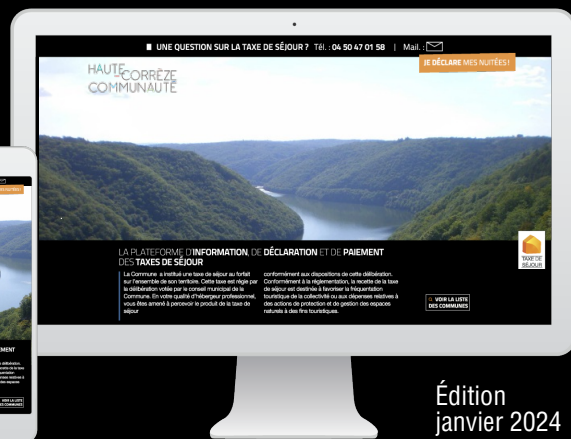 UNE QUESTION SUR LA TAXE DE SÉJOUR ? Tél. : 04 50 47 01 58 | Mail. :
JE DÉCLARE MES NUITÉES !
HAUTE-CORRÈZE
COMMUNAUTÉ
LA PLATEFORME D'INFORMATION, DE DÉCLARATION ET DE PAIEMENT
DES TAXES DE SÉJOUR
La Commune a institué une taxe de séjour au forfait
sur l'ensemble de son territoire. Cette taxe est régie par
la délibération votée par le conseil municipal de la
Commune. En votre qualité d'hébergeur professionnel,
vous êtes amené à percevoir le produit de la taxe de
séjour
conformément aux dispositions de cette délibération.
Conformément à la réglementation, la recette de la taxe
de séjour est destinée à favoriser la fréquentation
touristique de la collectivité ou aux dépenses relatives à
des actions de protection et de gestion des espaces
naturels à des fins touristiques.
TAXE DE
SÉJOUR
VOIR LA LISTE
DES COMMUNES
EMENT
VOIR LA LISTE
DES COMMUNES
Édition
janvier 2024